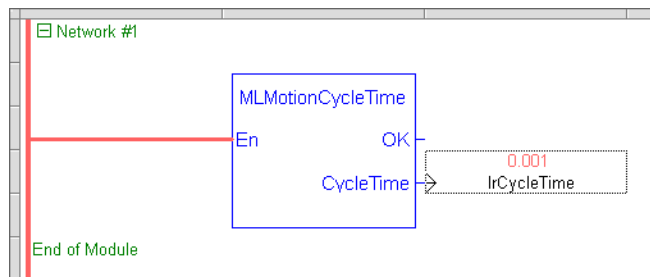 Network #1
MLMotionCycleTime
En OK
0.001
CycleTime lrCycleTime
End of Module